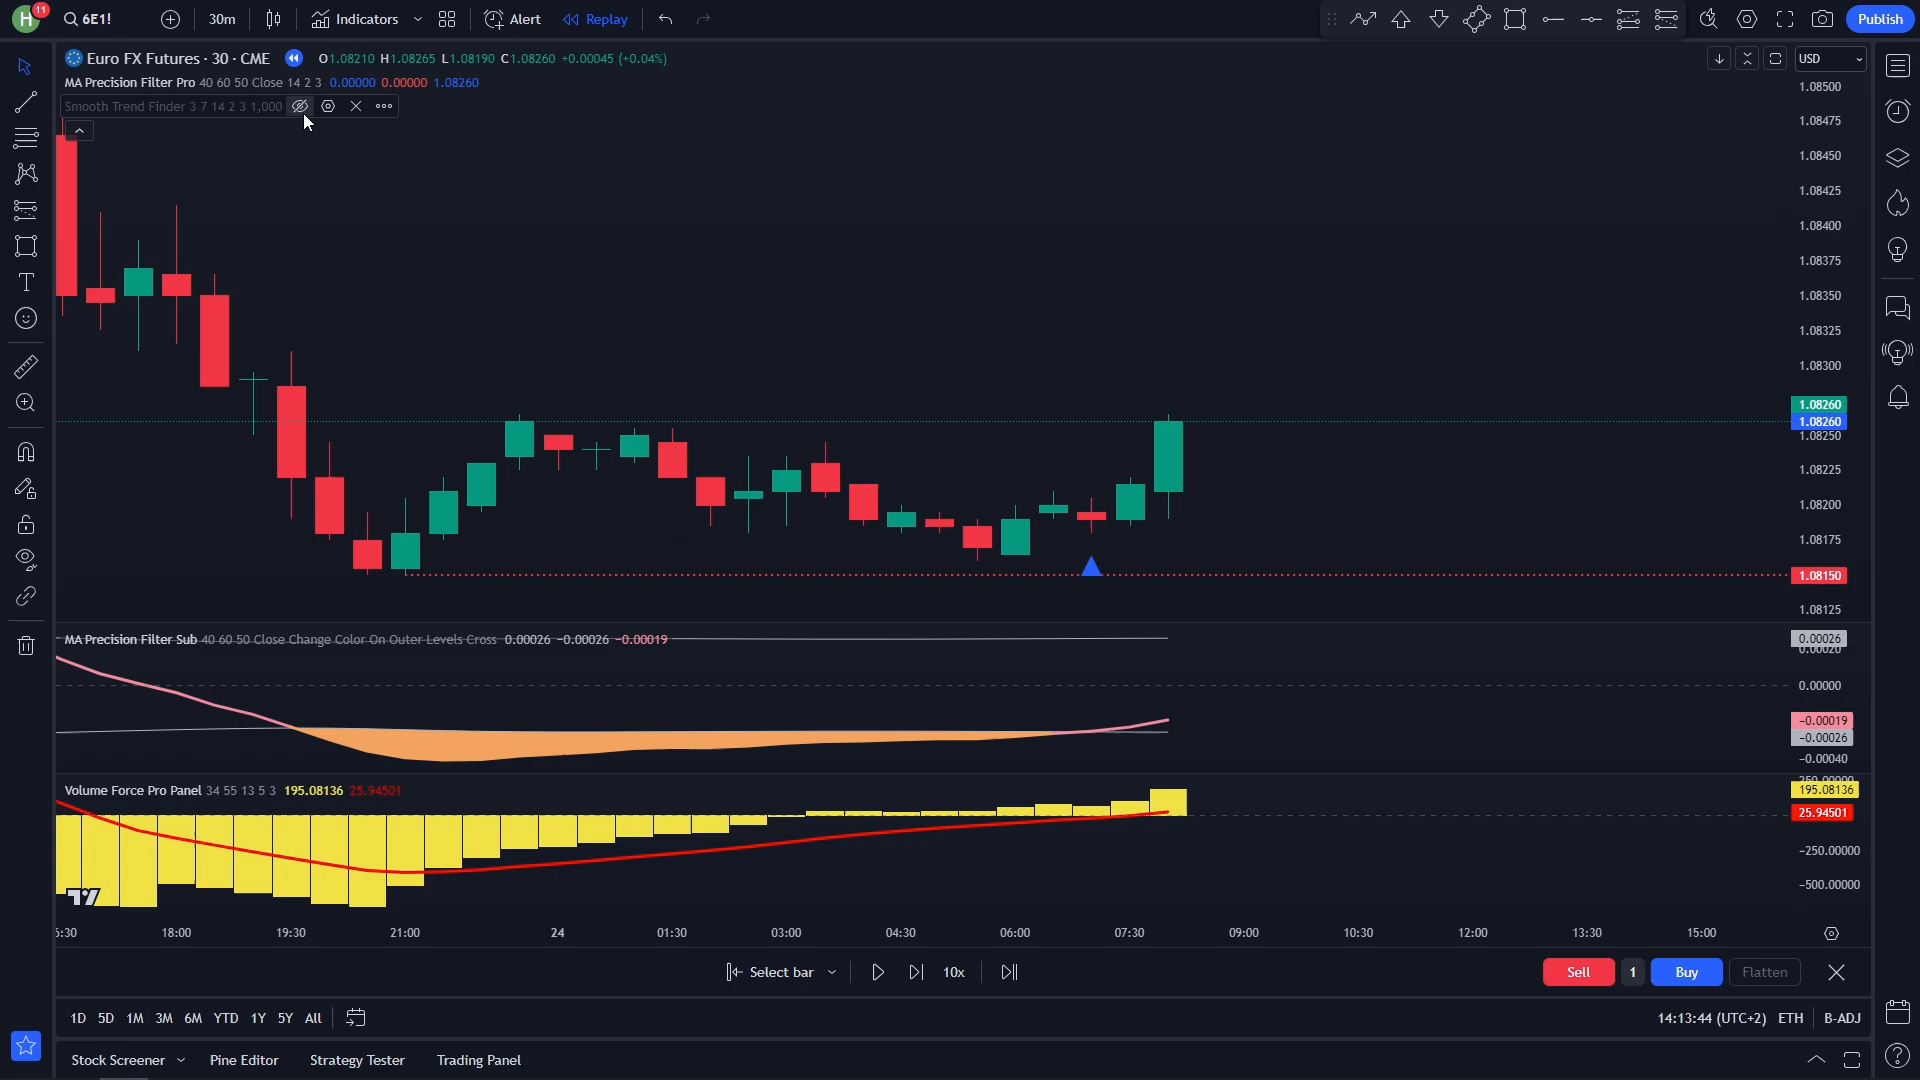 H 11 6E1! 30m Indicators Alert Replay Publish
Euro FX Futures · 30 · CME O1.08210 H1.08265 L1.08190 C1.08260 +0.00045 (+0.04%) USD
MA Precision Filter Pro 40 60 50 Close 14 2 3 0.00000 0.00000 1.08260
Smooth Trend Finder 3 7 14 2 3 1,000
1.08500
1.08475
1.08450
1.08425
1.08400
1.08375
1.08350
1.08325
1.08300
1.08260
1.08260
1.08250
1.08225
1.08200
1.08175
1.08150
1.08125
MA Precision Filter Sub 40 60 50 Close Change Color On Outer Levels Cross 0.00026 −0.00026 −0.00019
0.00026
0.00020
0.00000
−0.00019
−0.00026
−0.00040
Volume Force Pro Panel 34 55 13 5 3 195.08136 25.94501
250.00000
195.08136
25.94501
−250.00000
−500.00000
6:30 18:00 19:30 21:00 24 01:30 03:00 04:30 06:00 07:30 09:00 10:30 12:00 13:30 15:00
Select bar 10x Sell 1 Buy Flatten
1D 5D 1M 3M 6M YTD 1Y 5Y All 14:13:44 (UTC+2) ETH B-ADJ
Stock Screener Pine Editor Strategy Tester Trading Panel